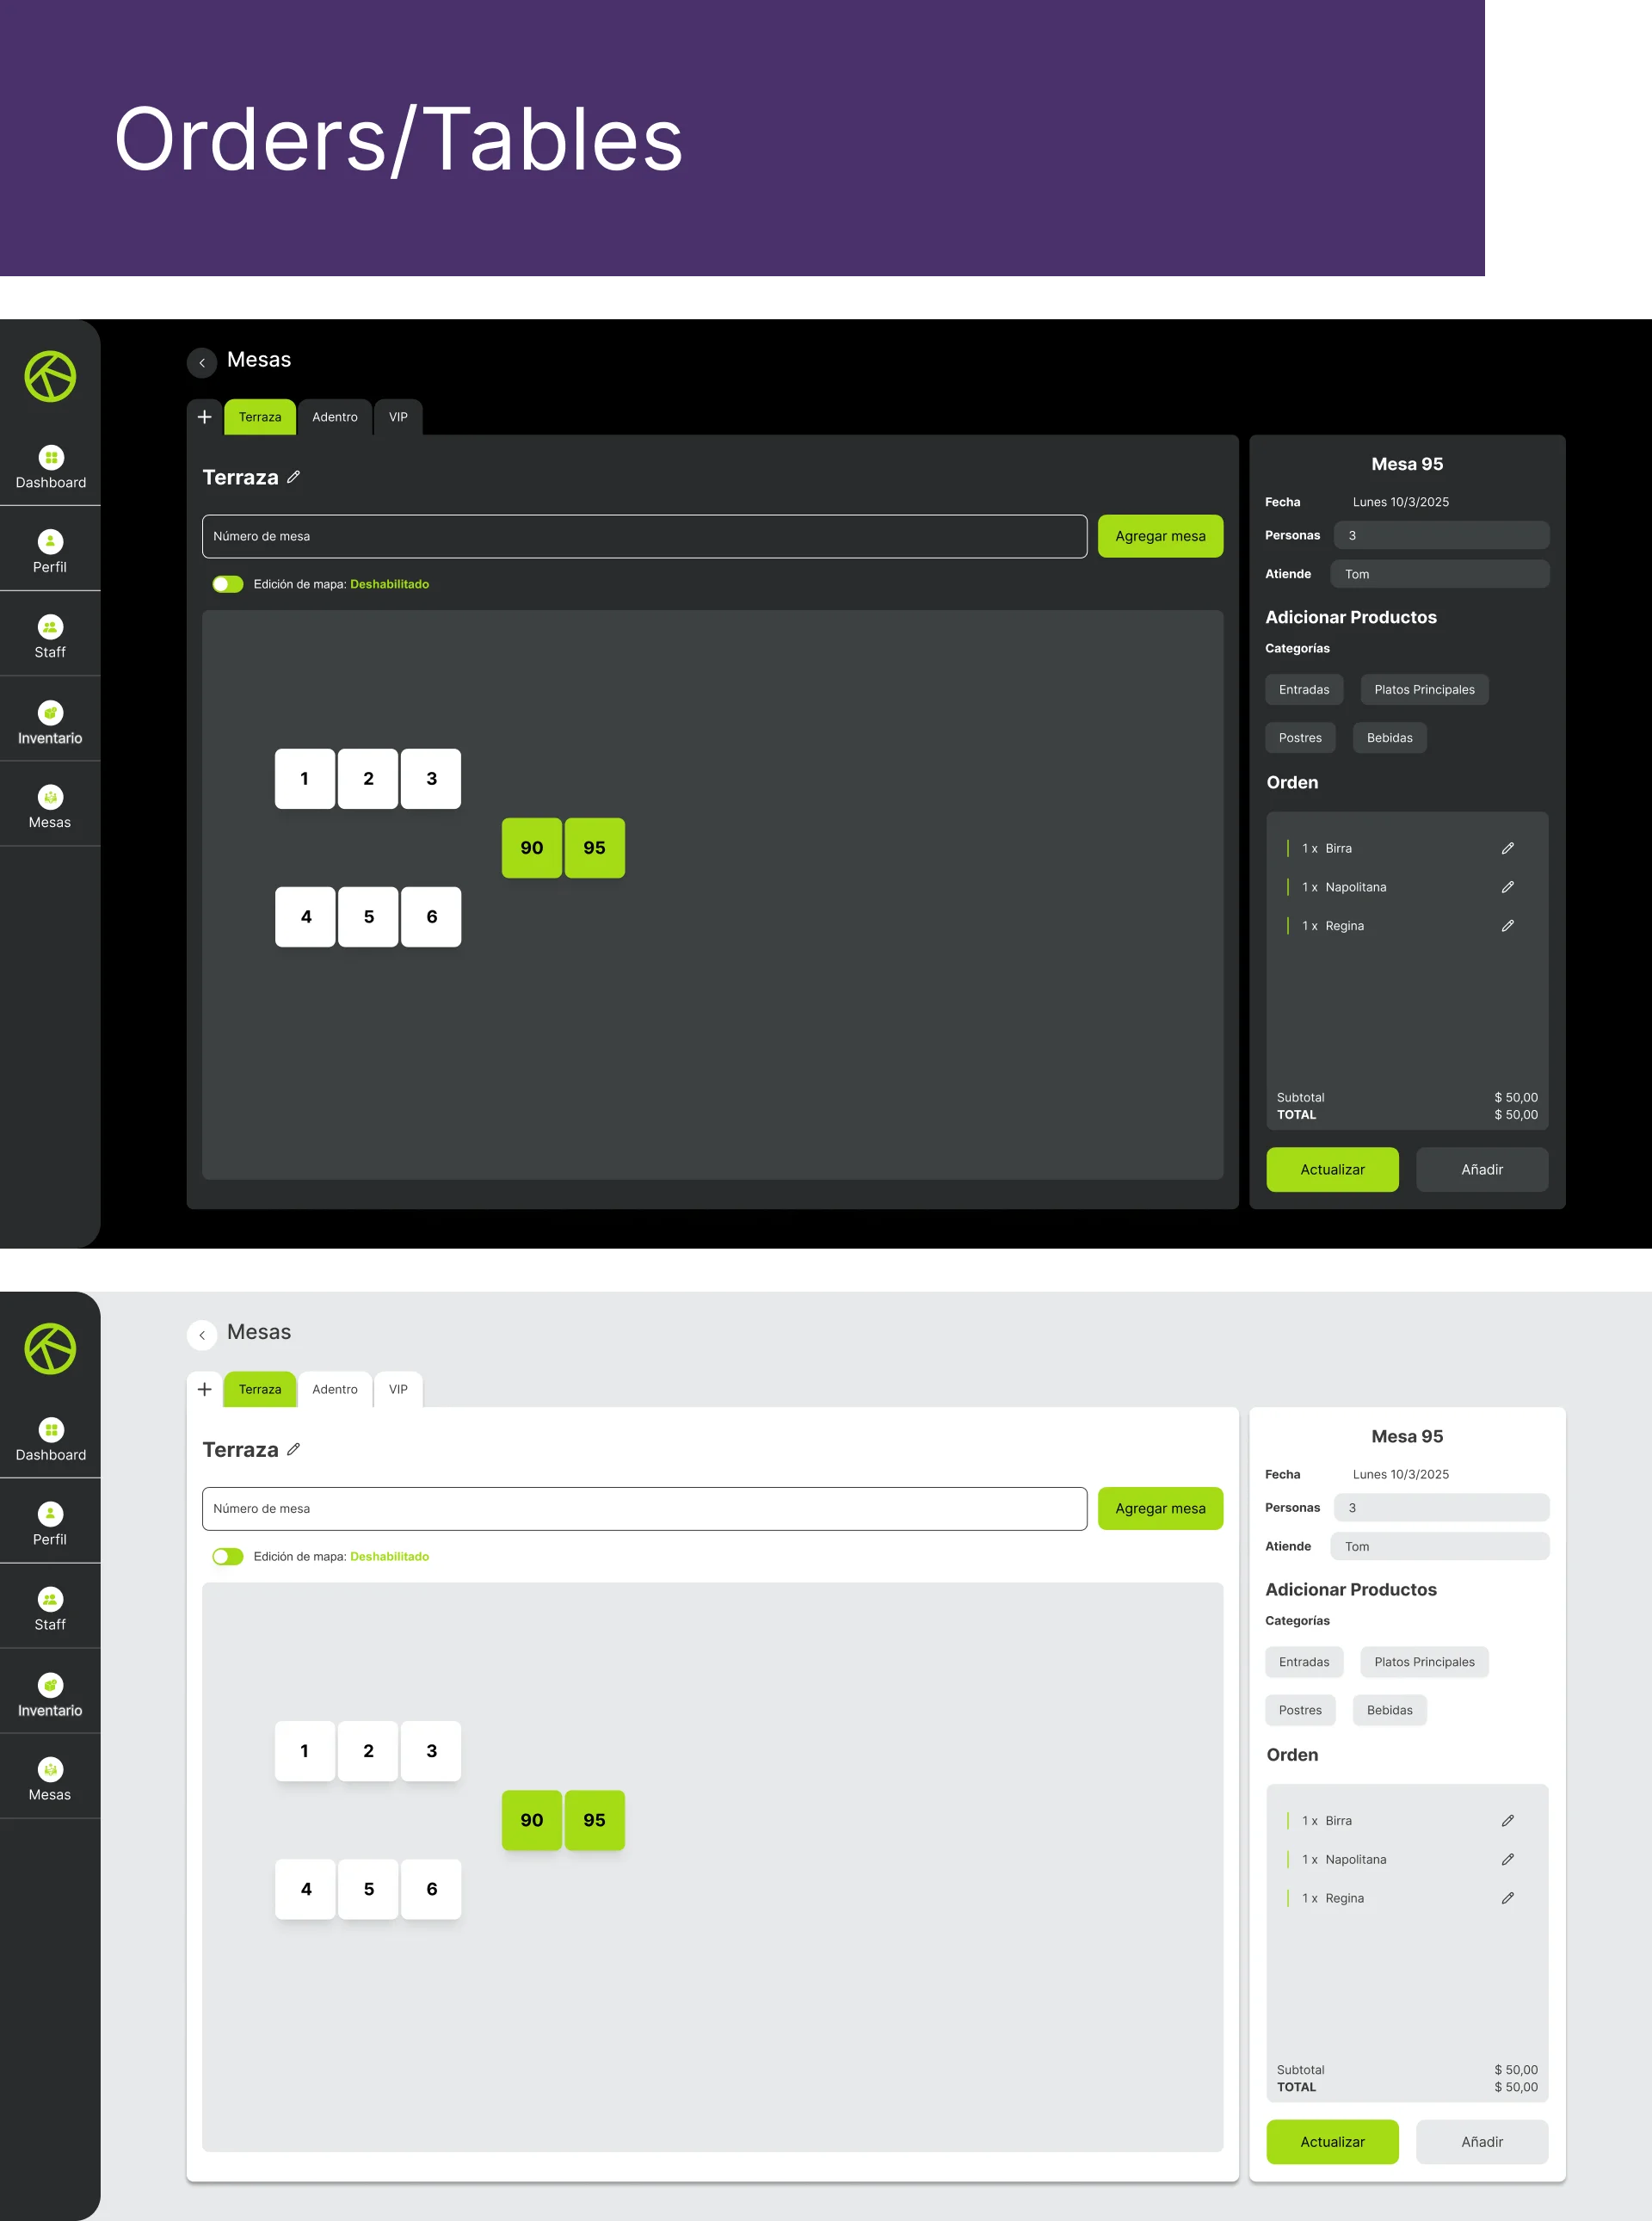 Orders/Tables
Mesas
Dashboard
Perfil
Staff
Inventario
Mesas
+ Terraza Adentro VIP
Terraza
Número de mesa
Agregar mesa
Edición de mapa: Deshabilitado
1 2 3
90 95
4 5 6
Mesa 95
Fecha Lunes 10/3/2025
Personas 3
Atiende Tom
Adicionar Productos
Categorías
Entradas Platos Principales
Postres Bebidas
Orden
1 x Birra
1 x Napolitana
1 x Regina
Subtotal $ 50,00
TOTAL $ 50,00
Actualizar Añadir
Mesas
Dashboard
Perfil
Staff
Inventario
Mesas
+ Terraza Adentro VIP
Terraza
Número de mesa
Agregar mesa
Edición de mapa: Deshabilitado
1 2 3
90 95
4 5 6
Mesa 95
Fecha Lunes 10/3/2025
Personas 3
Atiende Tom
Adicionar Productos
Categorías
Entradas Platos Principales
Postres Bebidas
Orden
1 x Birra
1 x Napolitana
1 x Regina
Subtotal $ 50,00
TOTAL $ 50,00
Actualizar Añadir